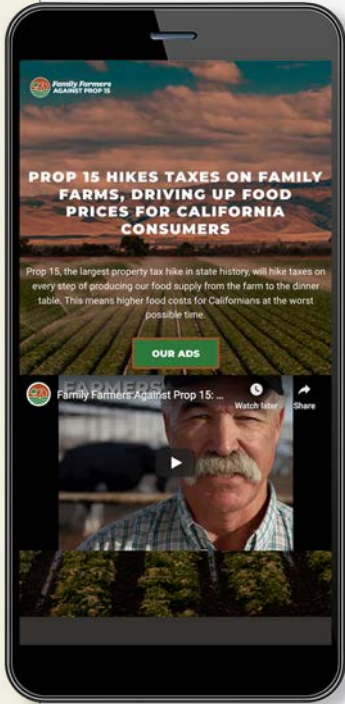 Family Farmers
AGAINST PROP 15
PROP 15 HIKES TAXES ON FAMILY
FARMS, DRIVING UP FOOD
PRICES FOR CALIFORNIA
CONSUMERS
Prop 15, the largest property tax hike in state history, will hike taxes on
every step of producing our food supply from the farm to the dinner
table. This means higher food costs for Californians at the worst
possible time.
OUR ADS
FARMERS
Family Farmers Against Prop 15: ...
Watch later
Share